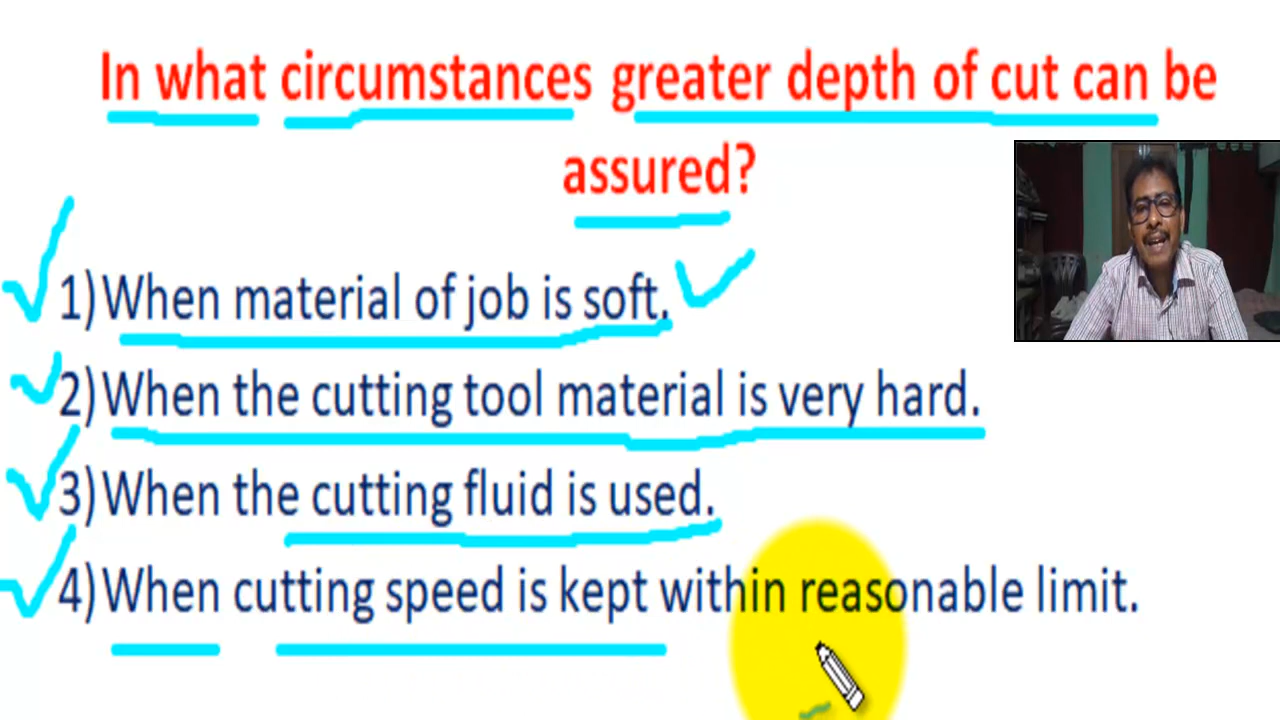 In what circumstances greater depth of cut can be
assured?
1) When material of job is soft.
2) When the cutting tool material is very hard.
3) When the cutting fluid is used.
4) When cutting speed is kept within reasonable limit.